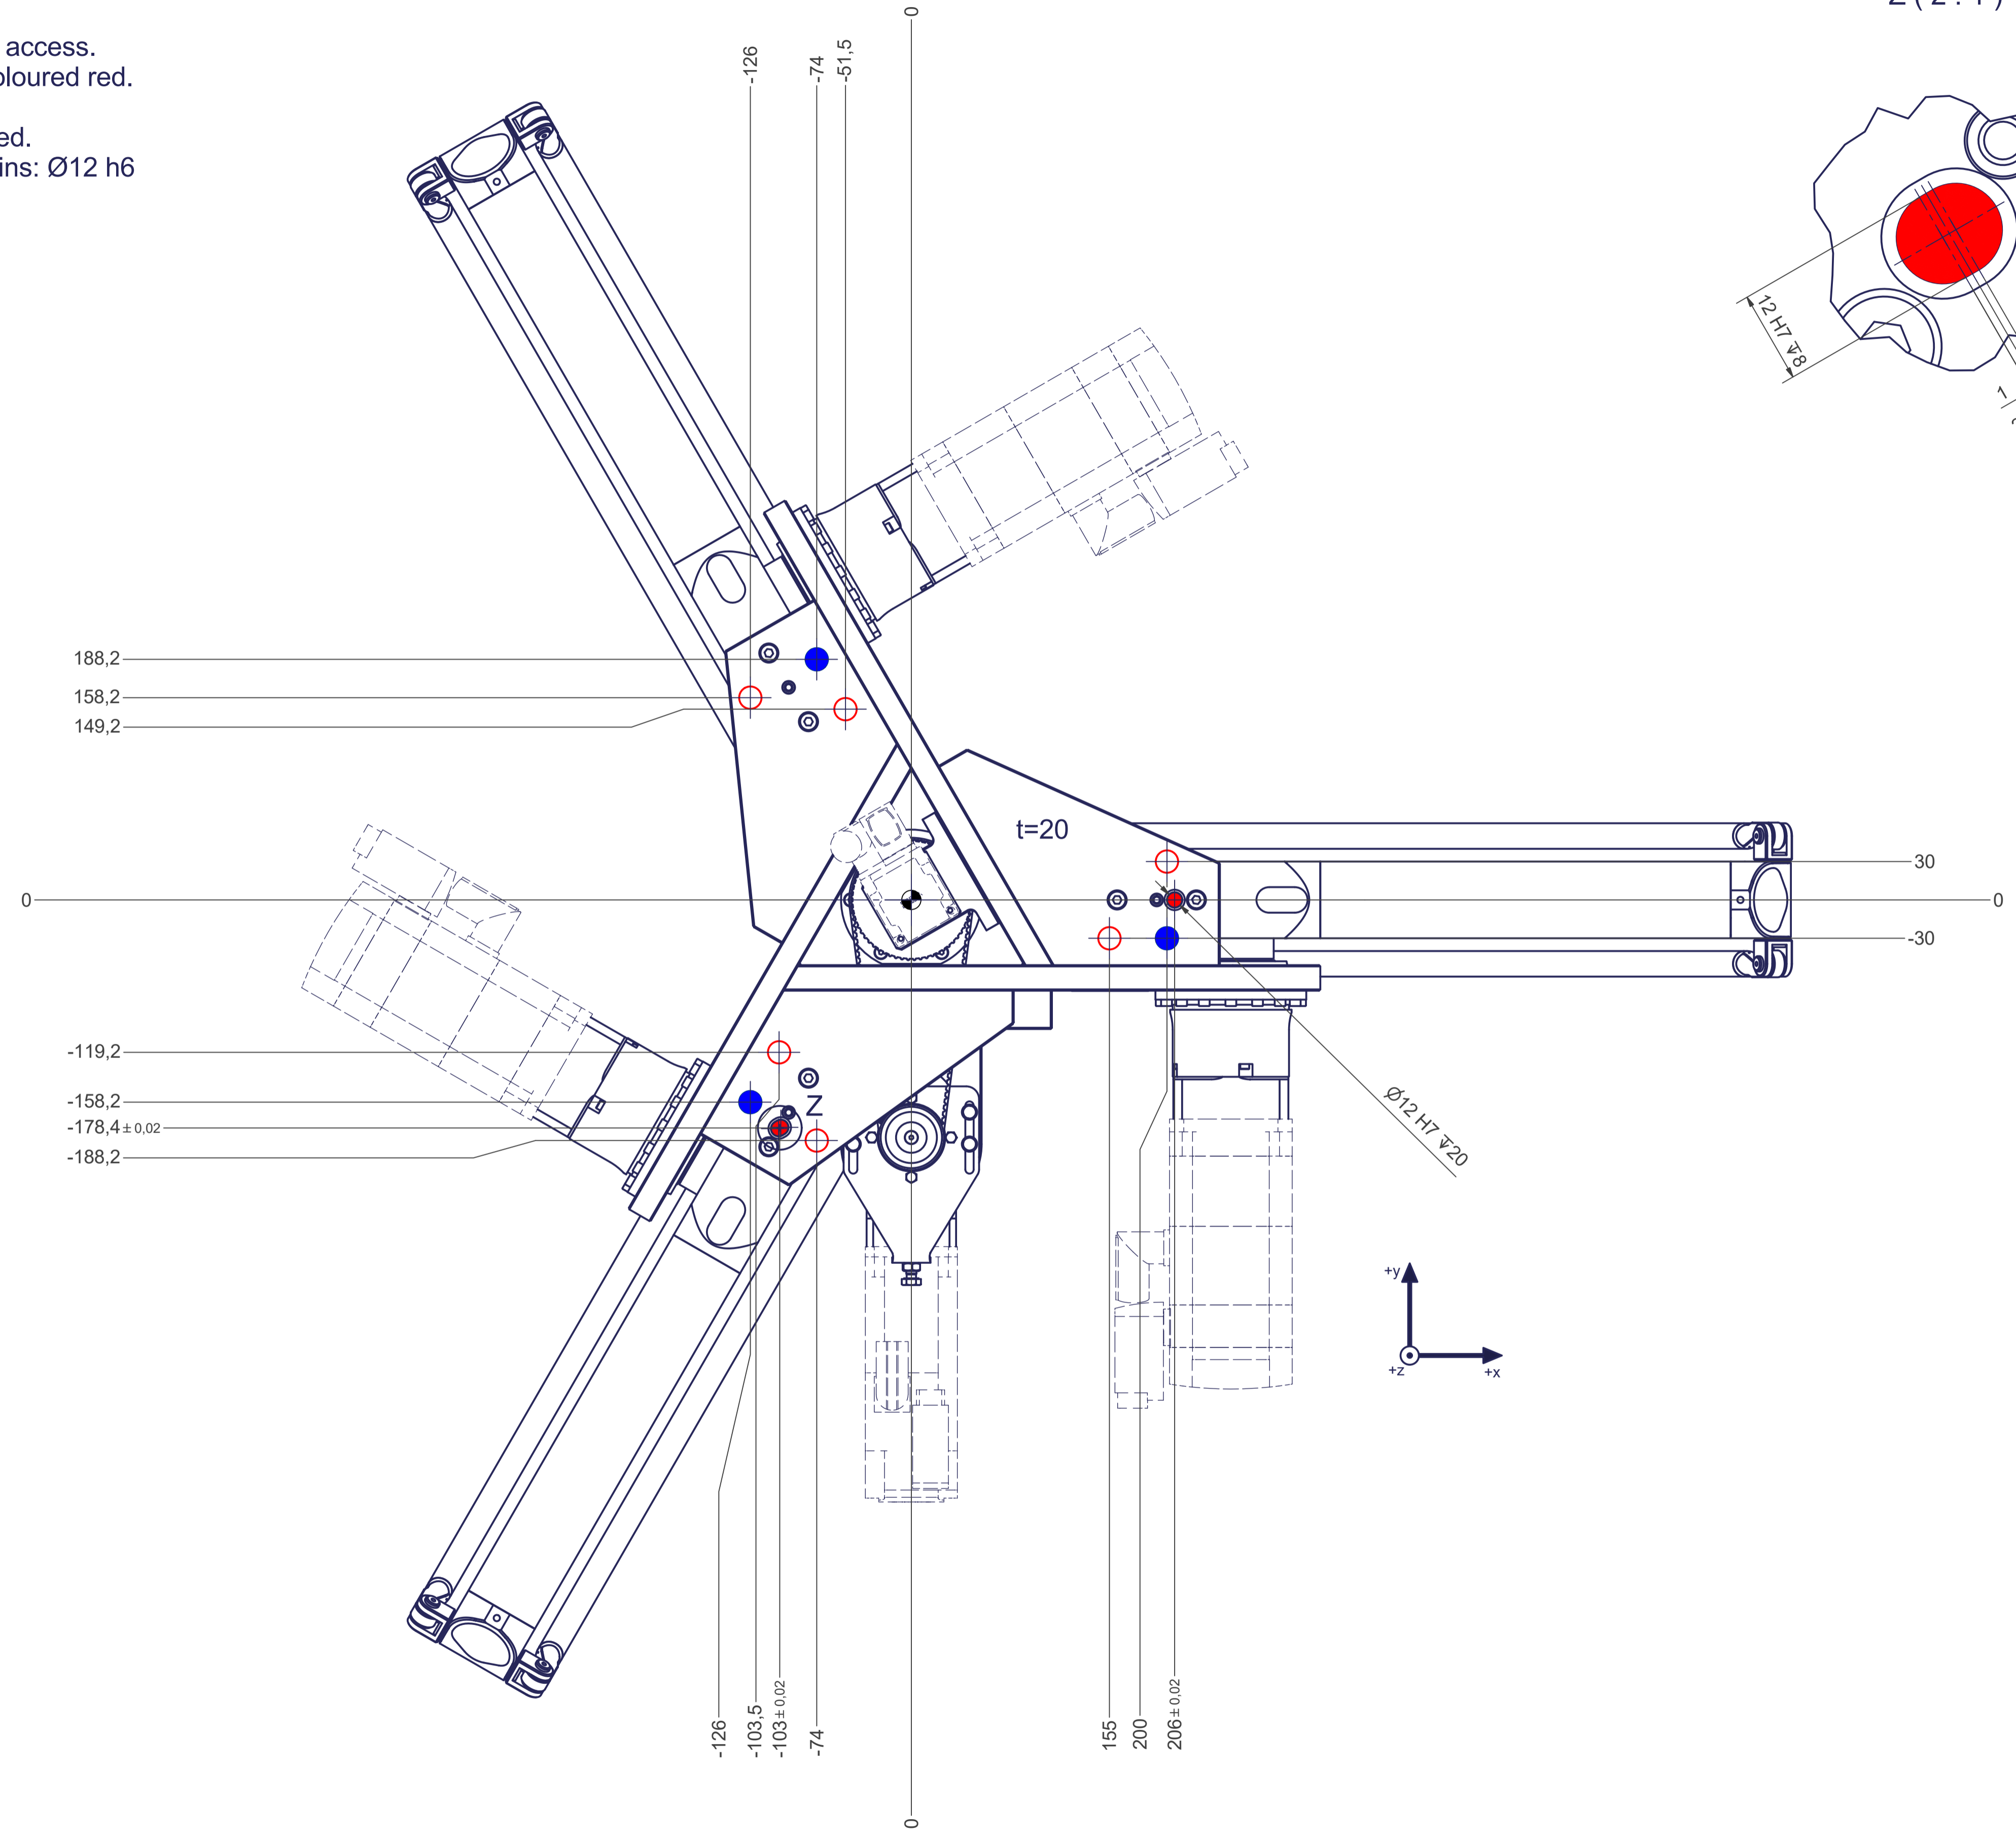 access.
oloured red.
ed.
ins: Ø12 h6
Z ( 2 : 1 )
0
-126
-74
-51,5
12 H7 ↧8
1
188,2
158,2
149,2
t=20
30
0
0
-30
-119,2
-158,2
Z
-178,4 ± 0,02
-188,2
Ø12 H7 ↧20
+y
+z
+x
-126
-103,5
-103 ± 0,02
-74
155
200
206 ± 0,02
0